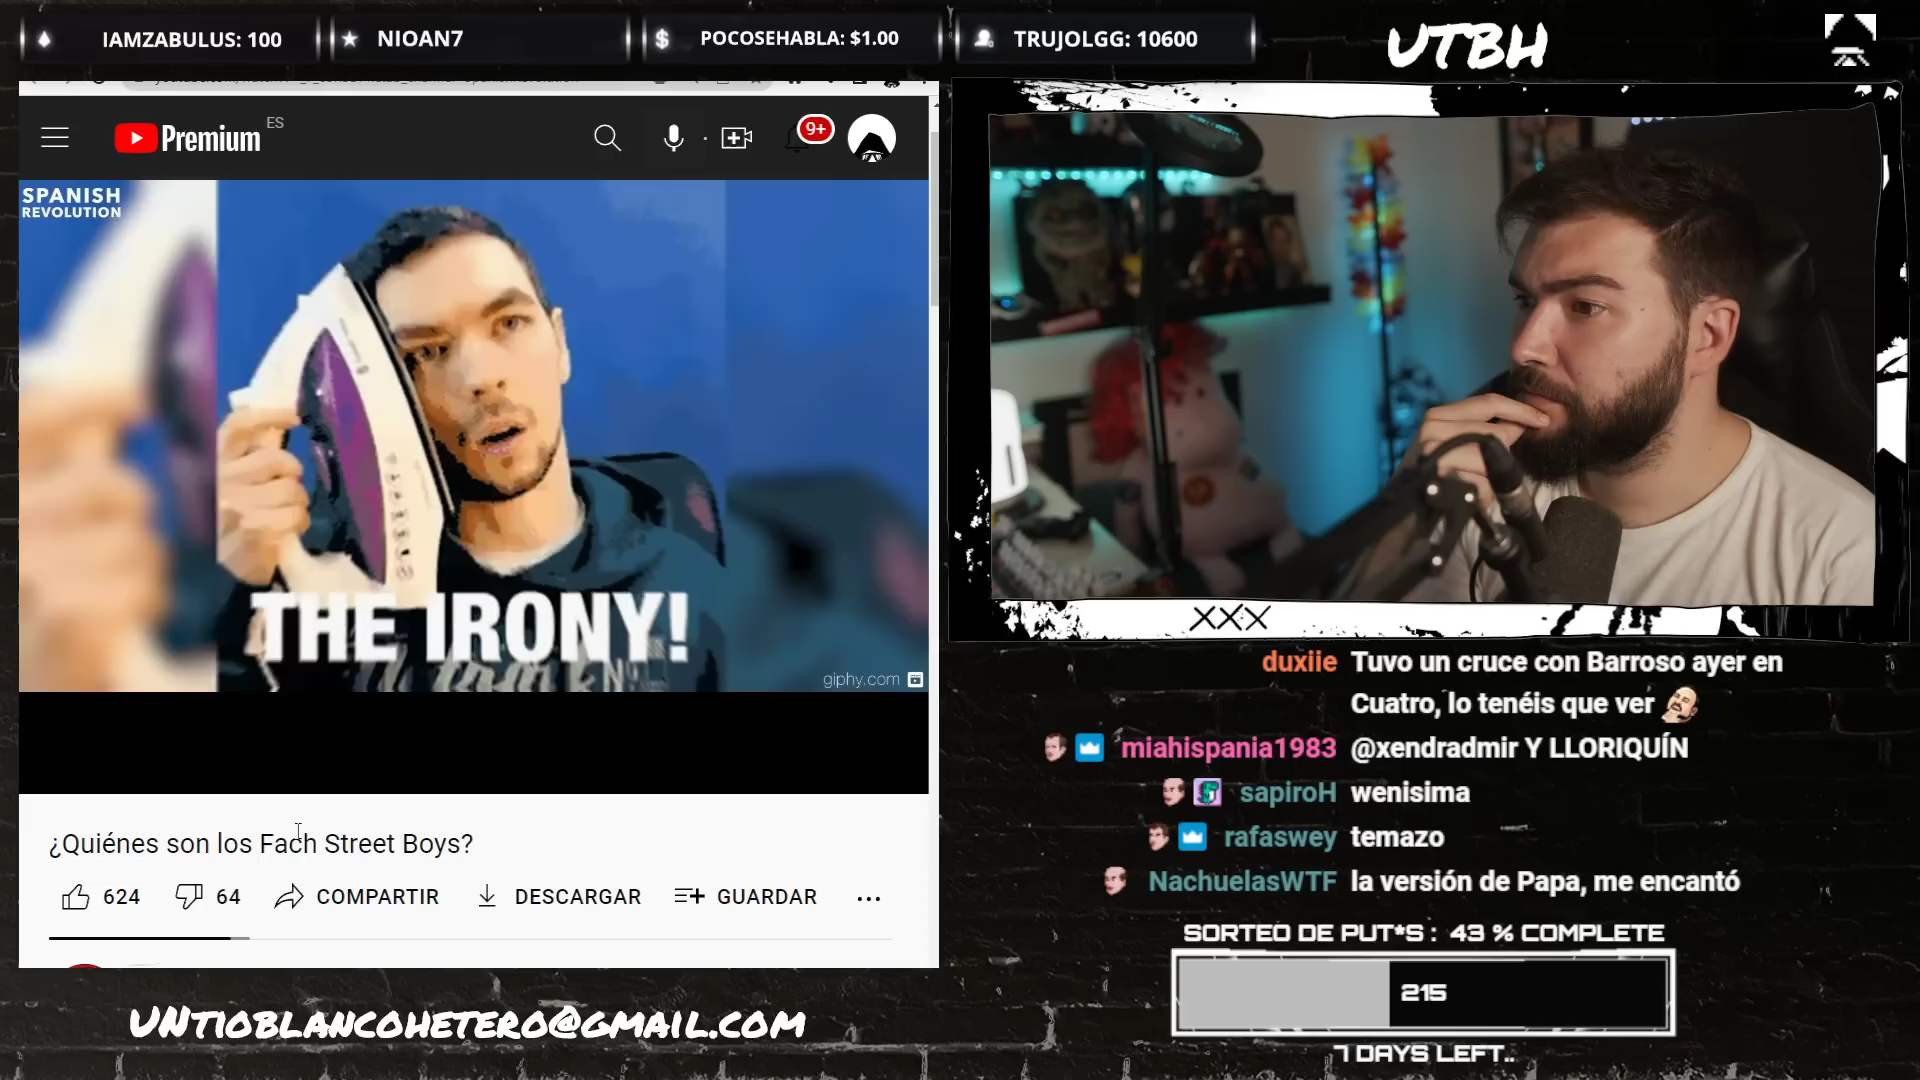 IAMZABULUS: 100
NIOAN7
POCOSEHABLA: $1.00
TRUJOLGG: 10600
UTBH
Premium
ES
9+
SPANISH
REVOLUTION
THE IRONY!
giphy.com
¿Quiénes son los Fach Street Boys?
624
64
COMPARTIR
DESCARGAR
GUARDAR
UNTIOBLANCOHETERO@GMAIL.COM
XXX
duxiie Tuvo un cruce con Barroso ayer en
Cuatro, lo tenéis que ver
miahispania1983 @xendradmir Y LLORIQUÍN
sapiroH wenisima
rafaswey temazo
NachuelasWTF la versión de Papa, me encantó
SORTEO DE PUT*S : 43 % COMPLETE
215
7 DAYS LEFT..